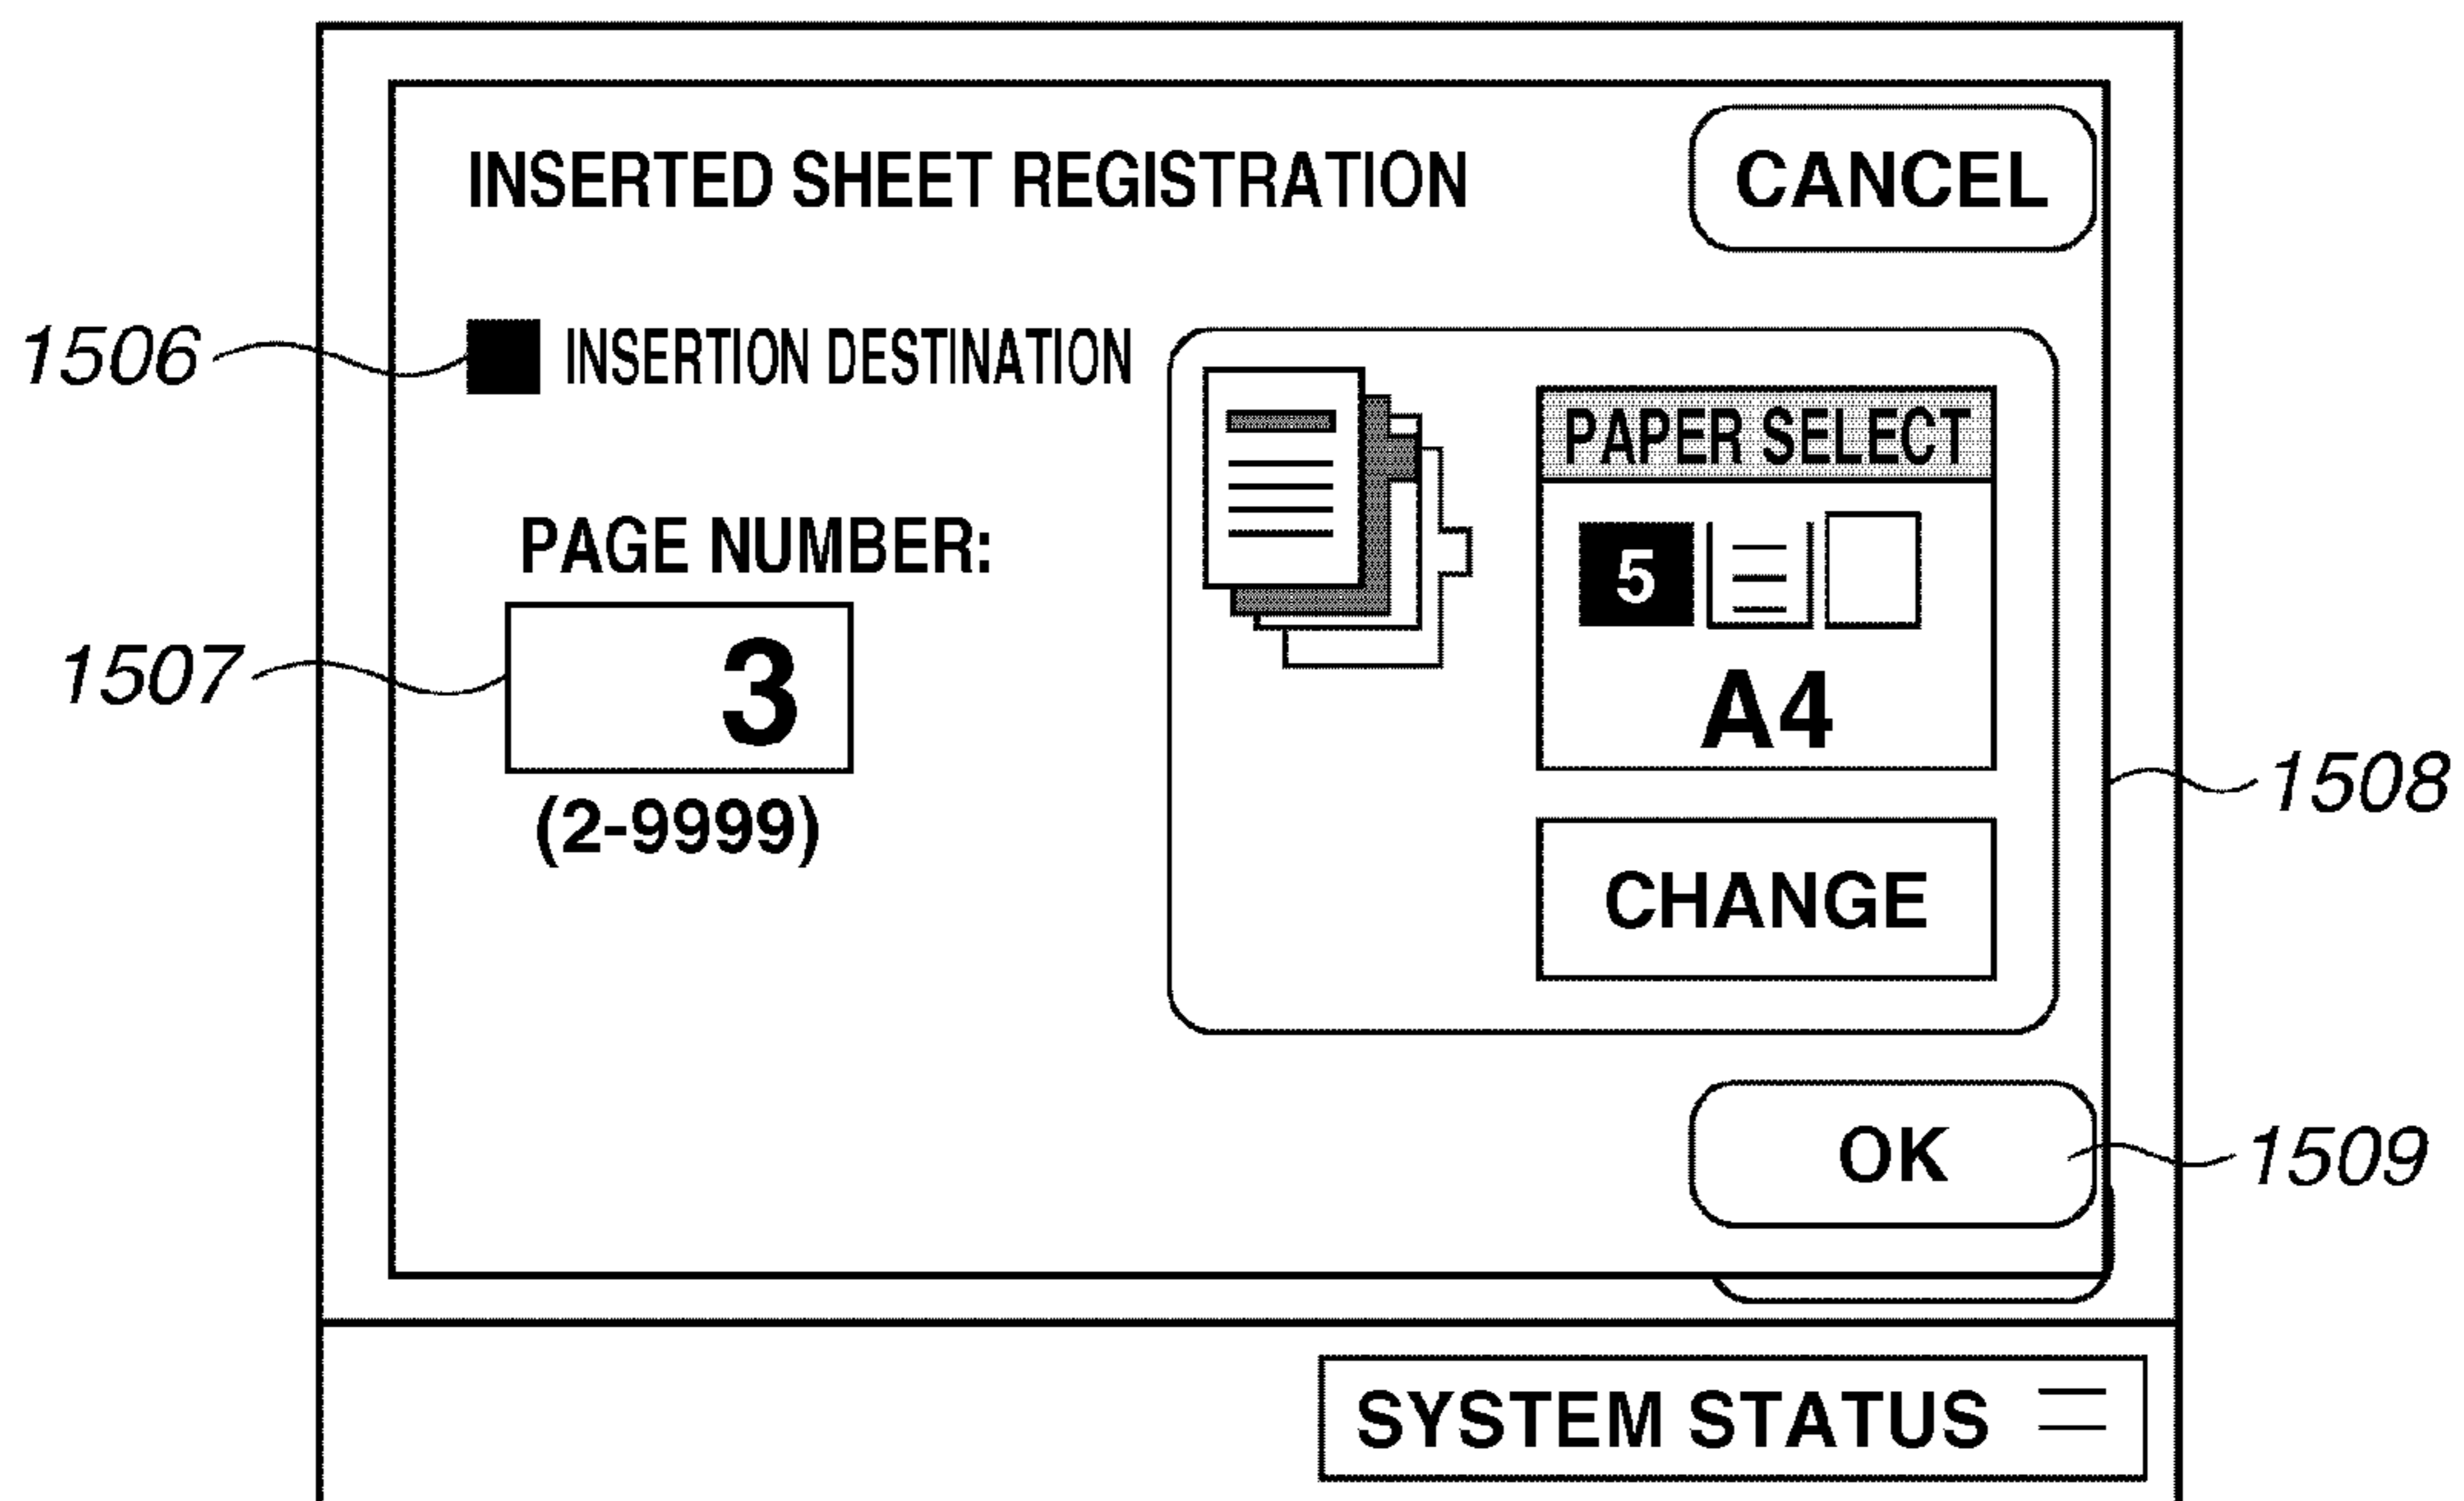 INSERTED SHEET REGISTRATION
CANCEL
1506
INSERTION DESTINATION
PAPER SELECT
5
A4
PAGE NUMBER:
1507
3
(2-9999)
1508
CHANGE
OK
1509
SYSTEM STATUS